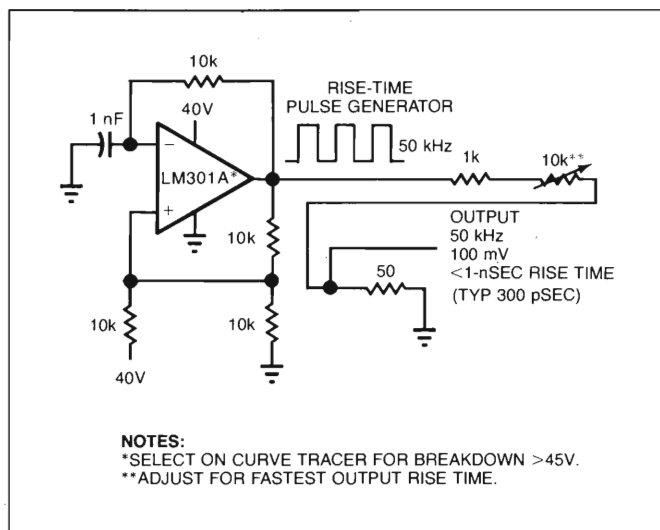 10k
RISE-TIME
PULSE GENERATOR
1 nF
40V
50 kHz
1k
10k**
−
LM301A*
+
10k
OUTPUT
50 kHz
100 mV
<1-nSEC RISE TIME
(TYP 300 pSEC)
50
10k
10k
40V
NOTES:
*SELECT ON CURVE TRACER FOR BREAKDOWN >45V.
**ADJUST FOR FASTEST OUTPUT RISE TIME.